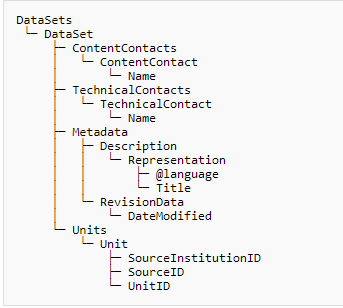 DataSets
DataSet
ContentContacts
ContentContact
Name
TechnicalContacts
TechnicalContact
Name
Metadata
Description
Representation
@language
Title
RevisionData
DateModified
Units
Unit
SourceInstitutionID
SourceID
UnitID